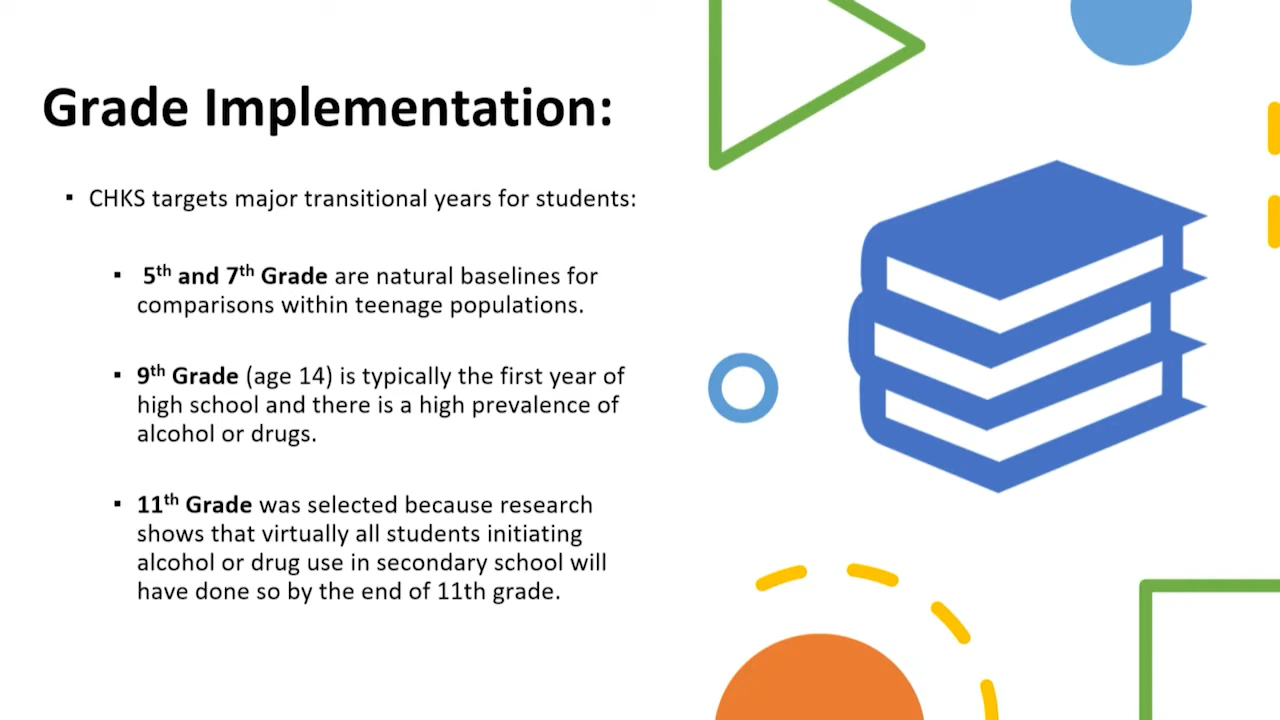 Grade Implementation:
▪ CHKS targets major transitional years for students:
▪ 5th and 7th Grade are natural baselines for
comparisons within teenage populations.
▪ 9th Grade (age 14) is typically the first year of
high school and there is a high prevalence of
alcohol or drugs.
▪ 11th Grade was selected because research
shows that virtually all students initiating
alcohol or drug use in secondary school will
have done so by the end of 11th grade.